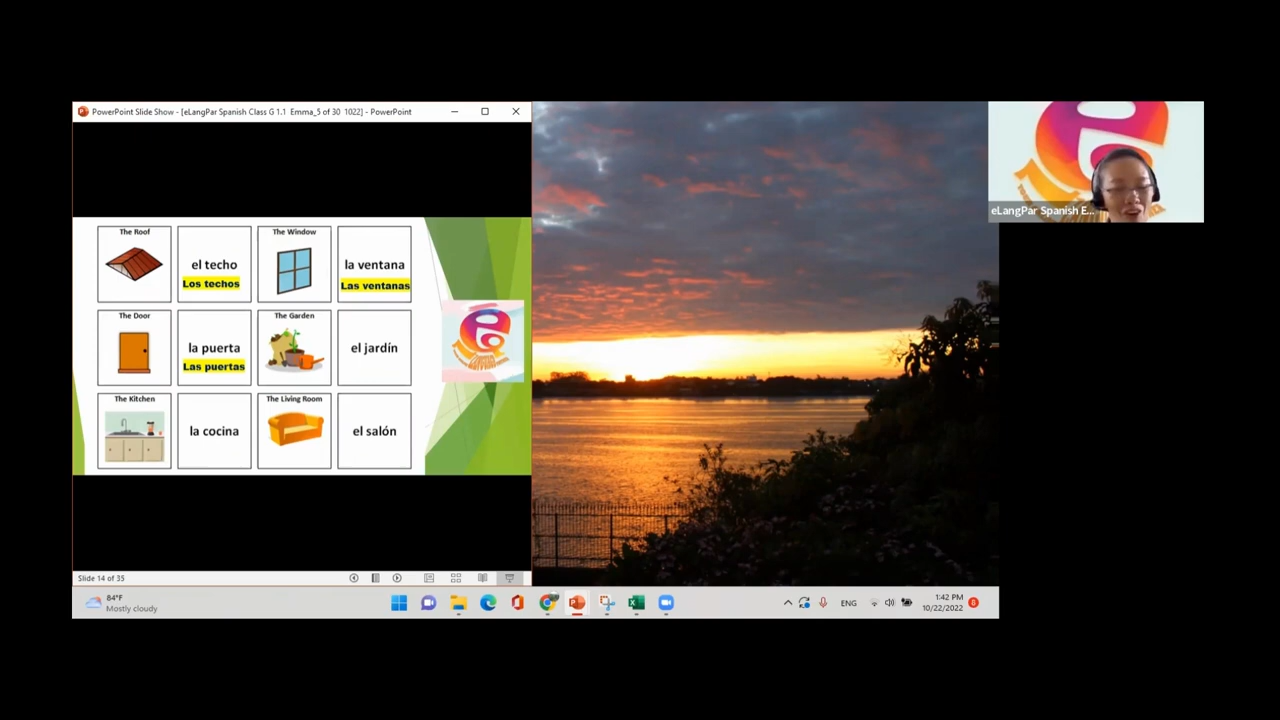 PowerPoint Slide Show - [eLangPar Spanish Class G 1.1 Emma_5 of 30 1022] - PowerPoint
The Roof
el techo
Los techos
The Window
la ventana
Las ventanas
The Door
la puerta
Las puertas
The Garden
el jardín
The Kitchen
la cocina
The Living Room
el salón
eLangPar Spanish E...
Slide 14 of 35
84°F
Mostly cloudy
ENG
1:42 PM
10/22/2022
8